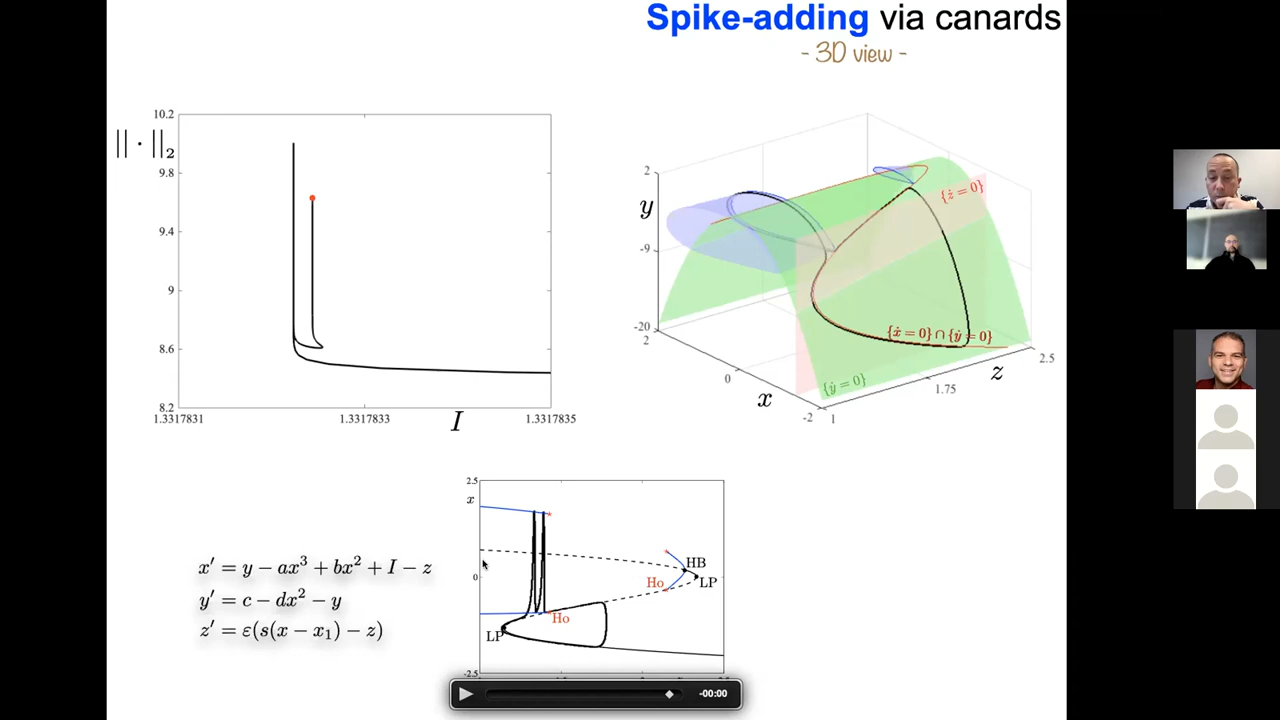 Spike-adding via canards
- 3D view -
|| · ||₂
10.2
9.8
9.4
9
8.6
8.2
1.3317831
1.3317833
1.3317835
I
2
y
-9
-20
2
0
x
-2
1
1.75
z
2.5
{ż = 0}
{ẋ = 0} ∩ {ẏ = 0}
{ẏ = 0}
x' = y − ax³ + bx² + I − z
y' = c − dx² − y
z' = ε(s(x − x₁) − z)
2.5
x
0
-2.5
HB
LP
Ho
Ho
LP
-00:00